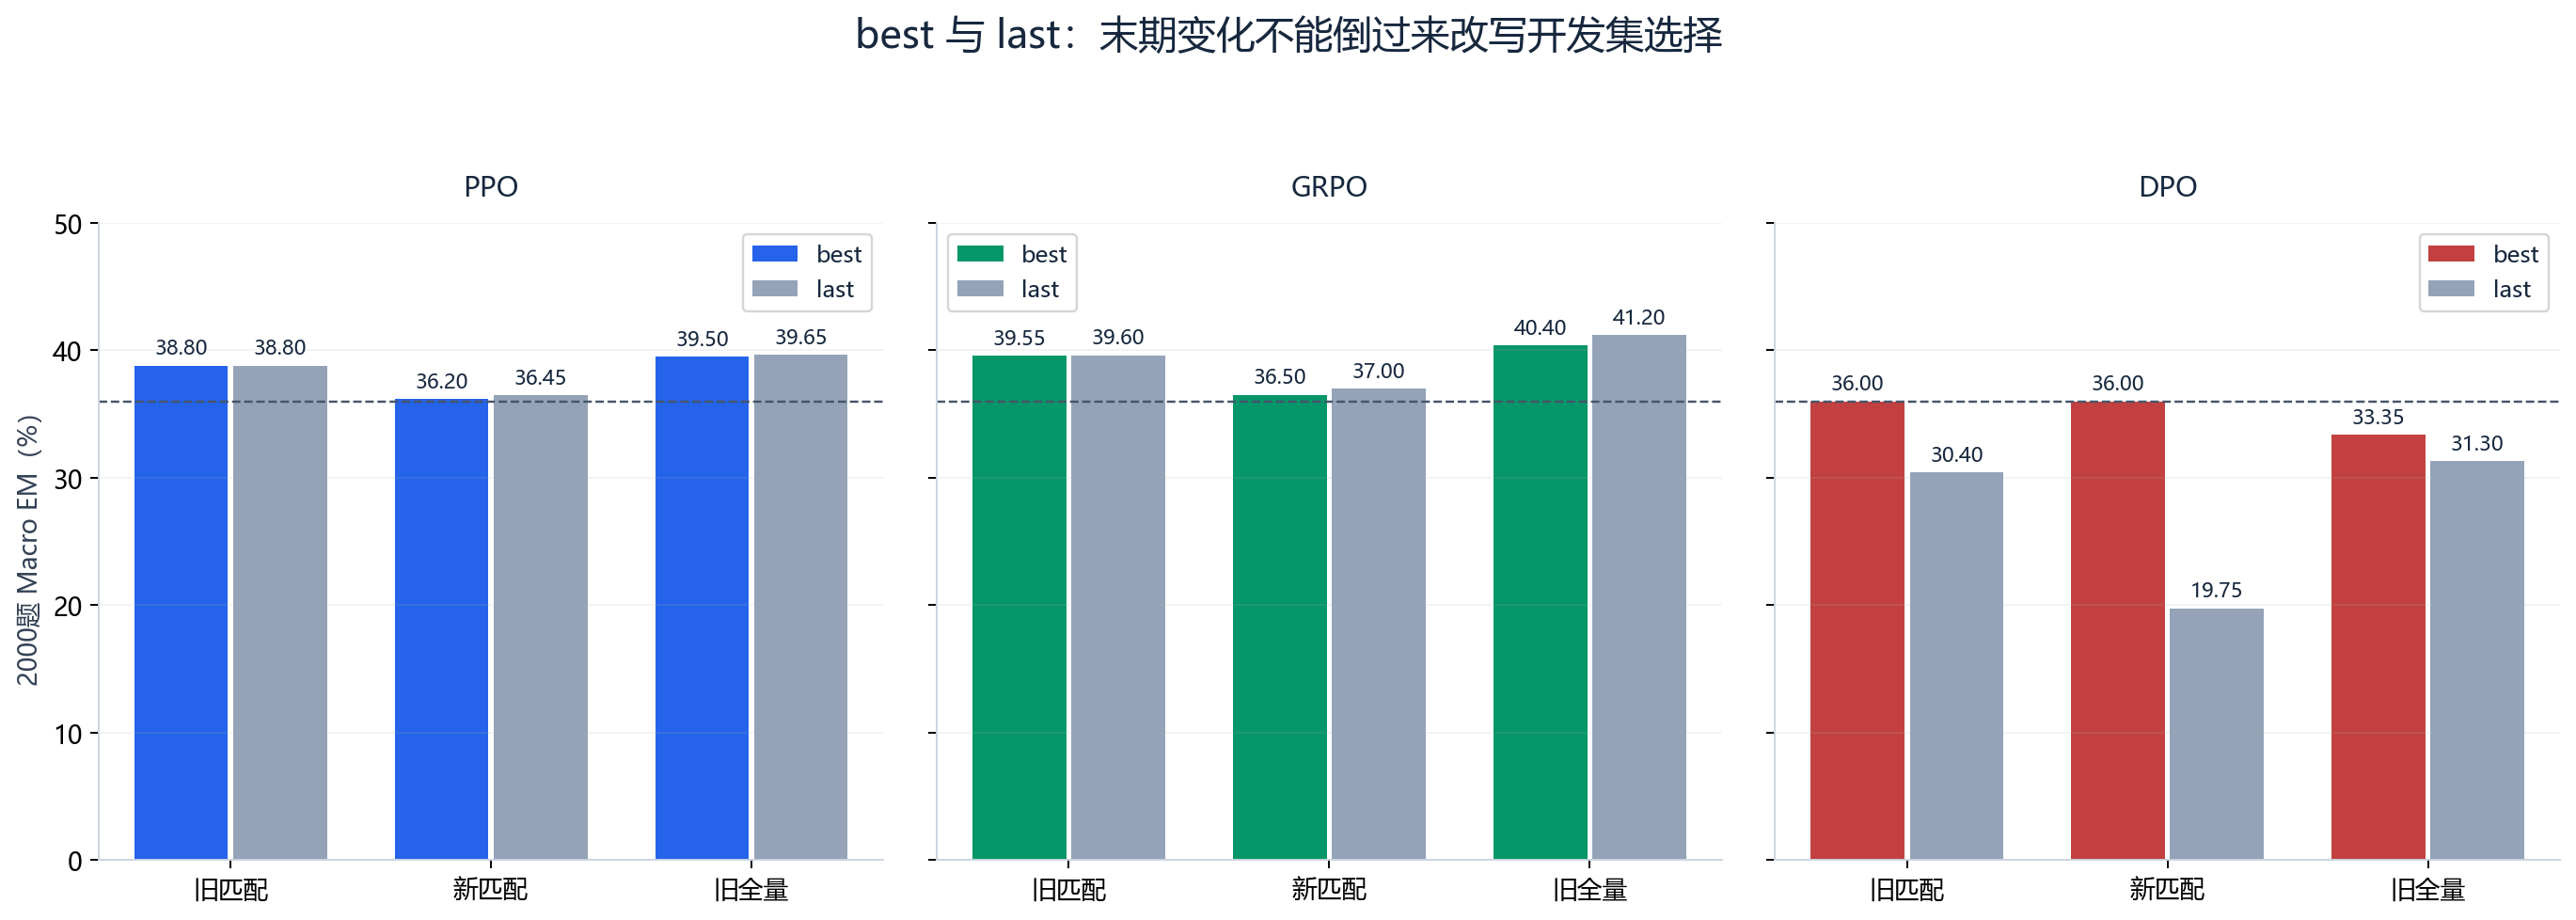 best 与 last：末期变化不能倒过来改写开发集选择
PPO
2000题 Macro EM（%）
50
40
30
20
10
0
best
last
38.80
38.80
36.20
36.45
39.50
39.65
旧匹配
新匹配
旧全量
GRPO
best
last
39.55
39.60
36.50
37.00
40.40
41.20
旧匹配
新匹配
旧全量
DPO
best
last
36.00
30.40
36.00
19.75
33.35
31.30
旧匹配
新匹配
旧全量